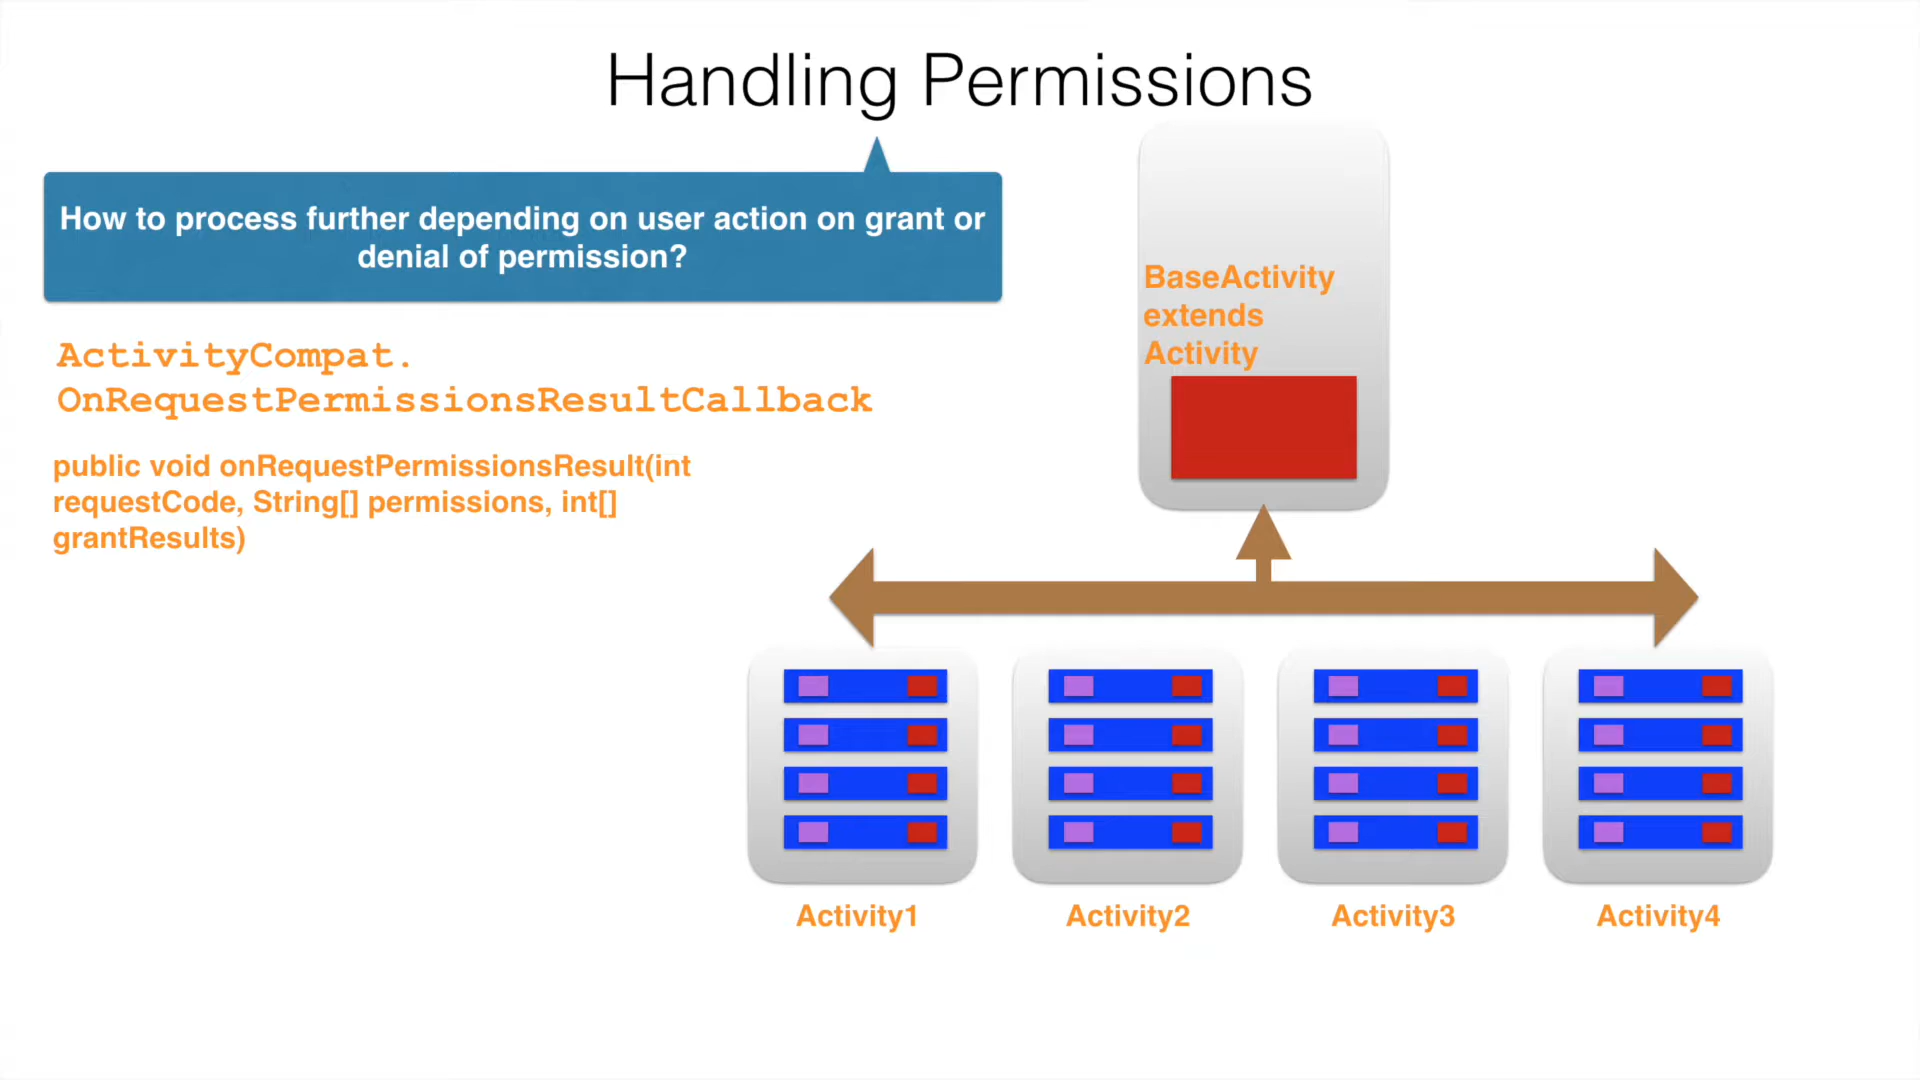 Handling Permissions
How to process further depending on user action on grant or
denial of permission?
ActivityCompat.
OnRequestPermissionsResultCallback
public void onRequestPermissionsResult(int
requestCode, String[] permissions, int[]
grantResults)
BaseActivity
extends
Activity
Activity1
Activity2
Activity3
Activity4